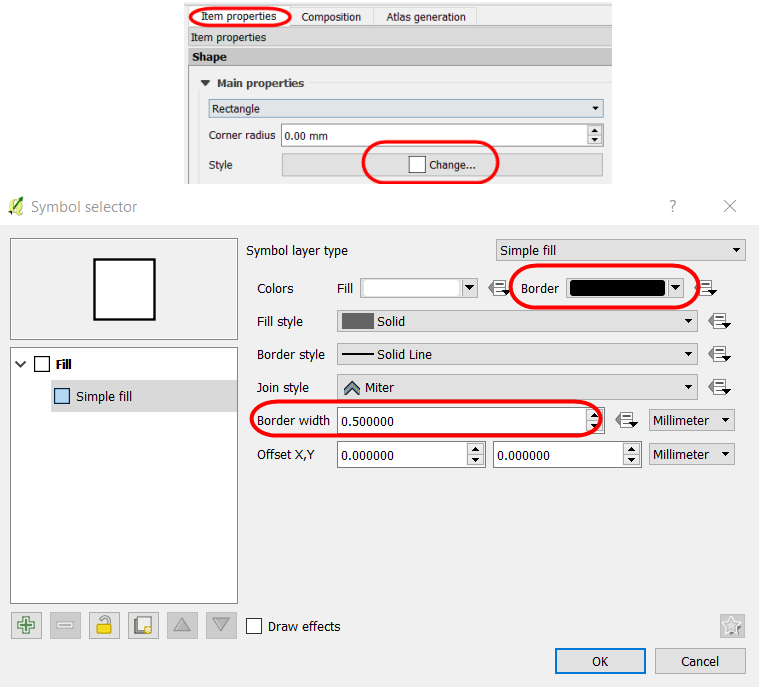 Item properties Composition Atlas generation
Item properties
Shape
Main properties
Rectangle
Corner radius 0.00 mm
Style Change...
Symbol selector ?
Symbol layer type Simple fill
Colors Fill Border
Fill style Solid
Fill
Border style Solid Line
Simple fill
Join style Miter
Border width 0.500000 Millimeter
Offset X,Y 0.000000 0.000000 Millimeter
Draw effects
OK Cancel